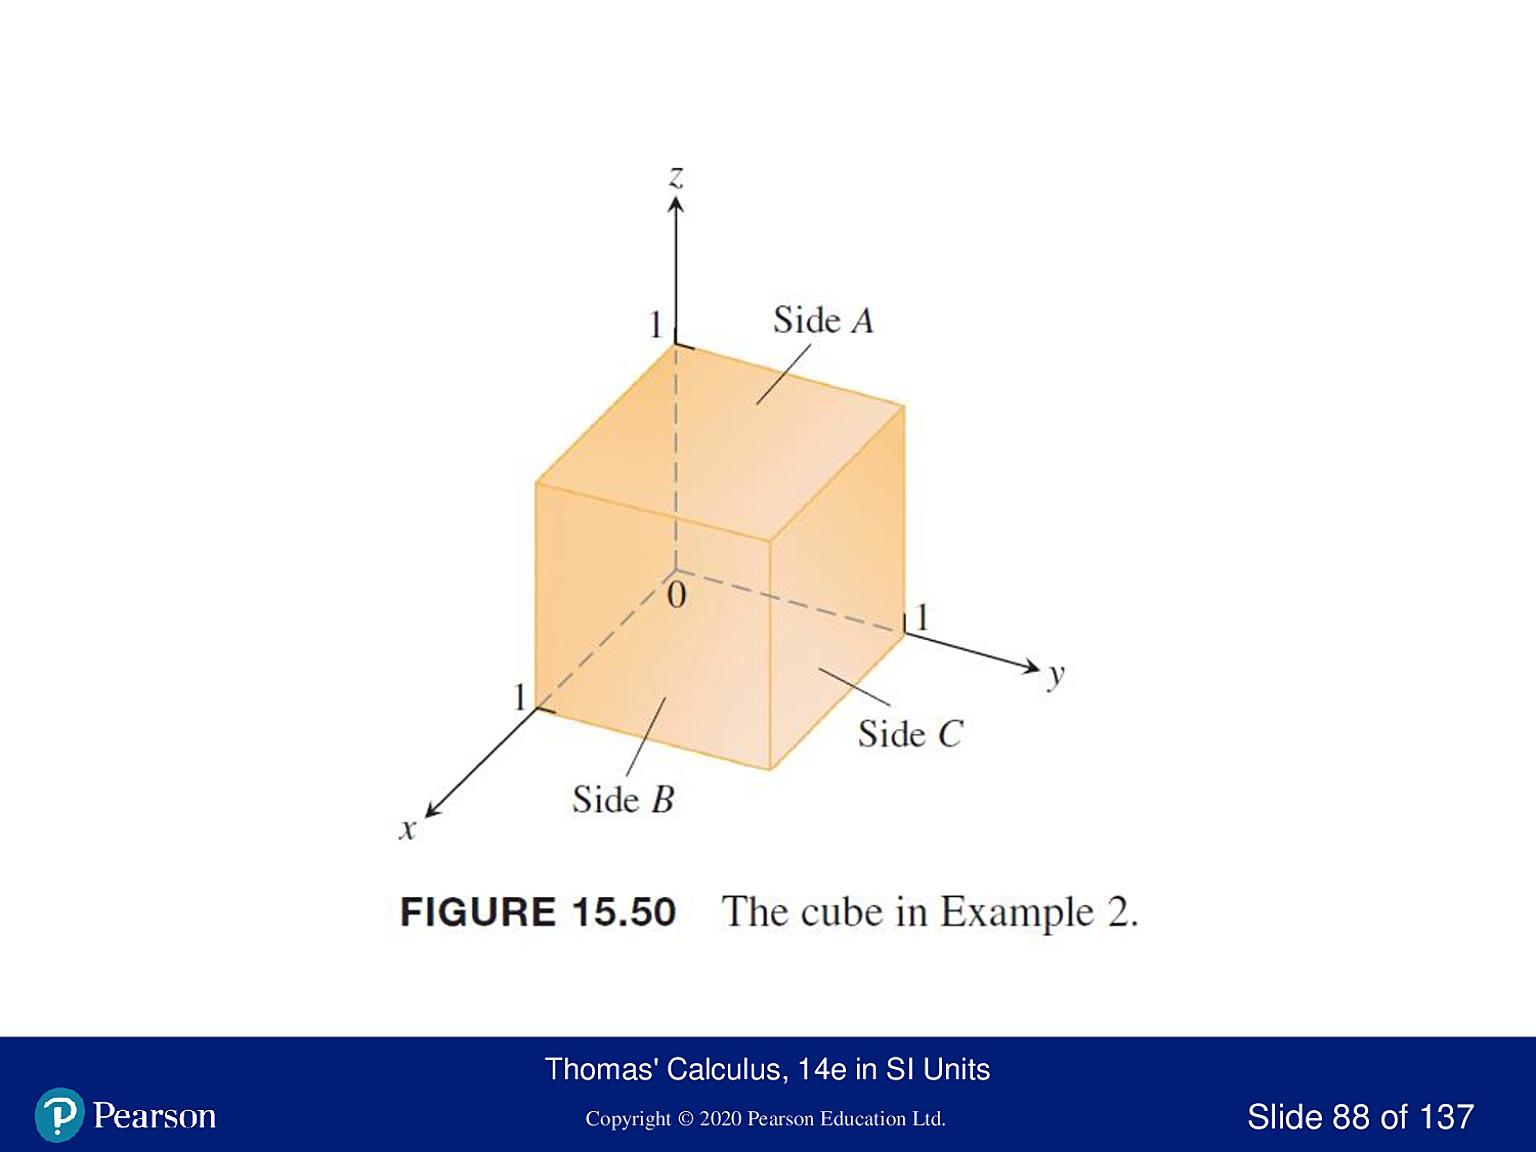 z
1
Side A
0
1
y
1
Side C
Side B
x
FIGURE 15.50 The cube in Example 2.
Thomas' Calculus, 14e in SI Units
Pearson
Copyright © 2020 Pearson Education Ltd.
Slide 88 of 137